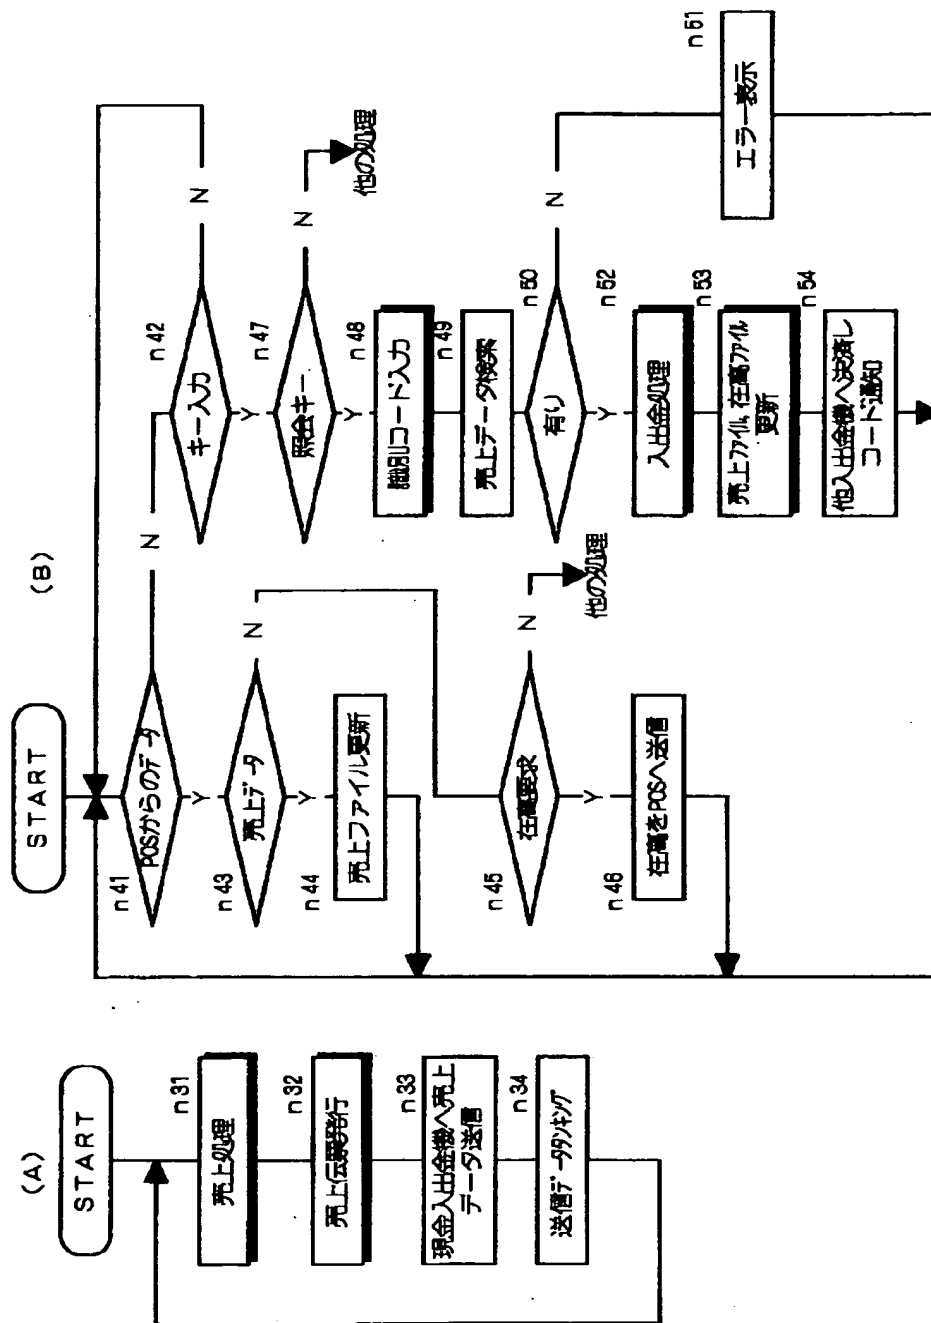 (A)
START
n31
売上処理
n32
売上伝票発行
n33
現金入出金機へ売上
データ送信
n34
送信データランキング
(B)
START
n41
POSからのデータ
N
Y
n42
キー入力
N
Y
n43
売上データ
N
Y
n44
売上ファイル更新
n45
在高要求
N
他の処理
Y
n46
在高をPOSへ送信
n47
照会キー
N
他の処理
Y
n48
識別コード入力
n49
売上データ検索
n50
有り
N
Y
n51
エラー表示
n52
入出金処理
n53
売上ファイル, 在高ファイル
更新
n54
他入出金機へ決済し
コード通知